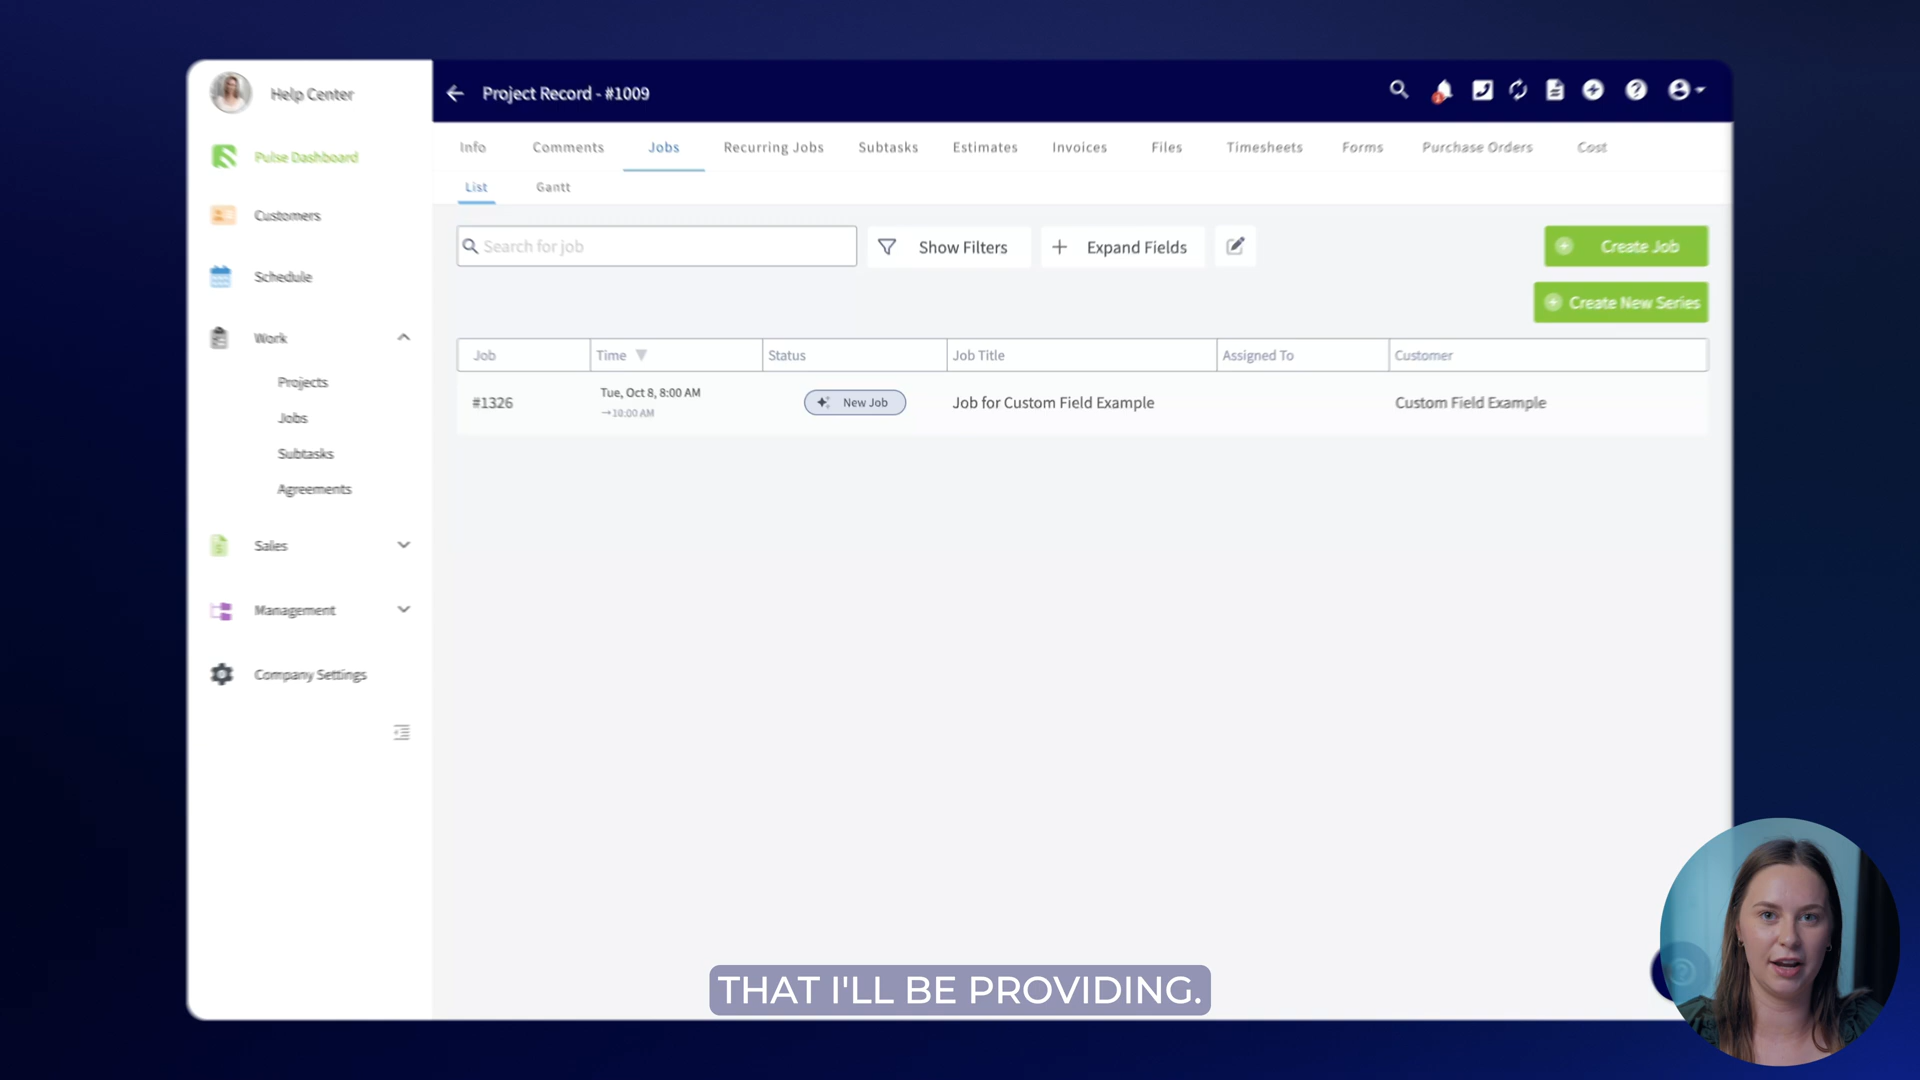 Help Center
Project Record - #1009
Pulse Dashboard
Customers
Schedule
Work
Projects
Jobs
Subtasks
Agreements
Sales
Management
Company Settings
Info Comments Jobs Recurring Jobs Subtasks Estimates Invoices Files Timesheets Forms Purchase Orders Cost
List Gantt
Search for job
Show Filters
Expand Fields
Create Job
Create New Series
Job Time Status Job Title Assigned To Customer
#1326 Tue, Oct 8, 8:00 AM New Job Job for Custom Field Example Custom Field Example
→10:00 AM
THAT I'LL BE PROVIDING.